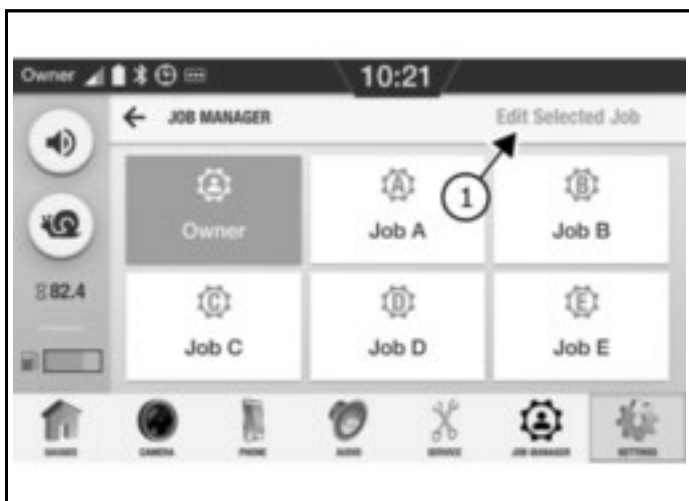 Owner
10:21
JOB MANAGER
Edit Selected Job
1
Owner
A
Job A
B
Job B
82.4
C
Job C
D
Job D
E
Job E
GAUGES
CAMERA
PHONE
AUDIO
SERVICE
JOB MANAGER
SETTINGS